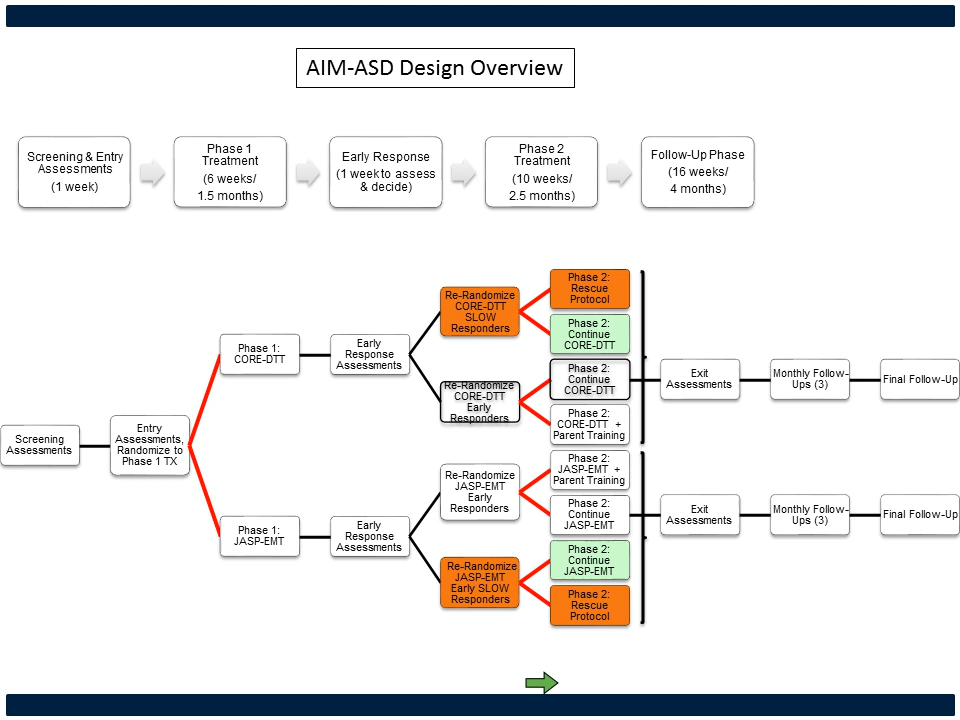 AIM-ASD Design Overview
Screening & Entry
Assessments
(1 week)
Phase 1
Treatment
(6 weeks/
1.5 months)
Early Response
(1 week to assess
& decide)
Phase 2
Treatment
(10 weeks/
2.5 months)
Follow-Up Phase
(16 weeks/
4 months)
Screening
Assessments
Entry
Assessments,
Randomize to
Phase 1 TX
Phase 1:
CORE-DTT
Early
Response
Assessments
Re-Randomize
CORE-DTT
SLOW
Responders
Phase 2:
Rescue
Protocol
Phase 2:
Continue
CORE-DTT
Re-Randomize
CORE-DTT
Early
Responders
Phase 2:
Continue
CORE-DTT
Phase 2:
CORE-DTT +
Parent Training
Exit
Assessments
Monthly Follow-
Ups (3)
Final Follow-Up
Phase 1:
JASP-EMT
Early
Response
Assessments
Re-Randomize
JASP-EMT
Early
Responders
Phase 2:
JASP-EMT +
Parent Training
Phase 2:
Continue
JASP-EMT
Re-Randomize
JASP-EMT
Early SLOW
Responders
Phase 2:
Continue
JASP-EMT
Phase 2:
Rescue
Protocol
Exit
Assessments
Monthly Follow-
Ups (3)
Final Follow-Up